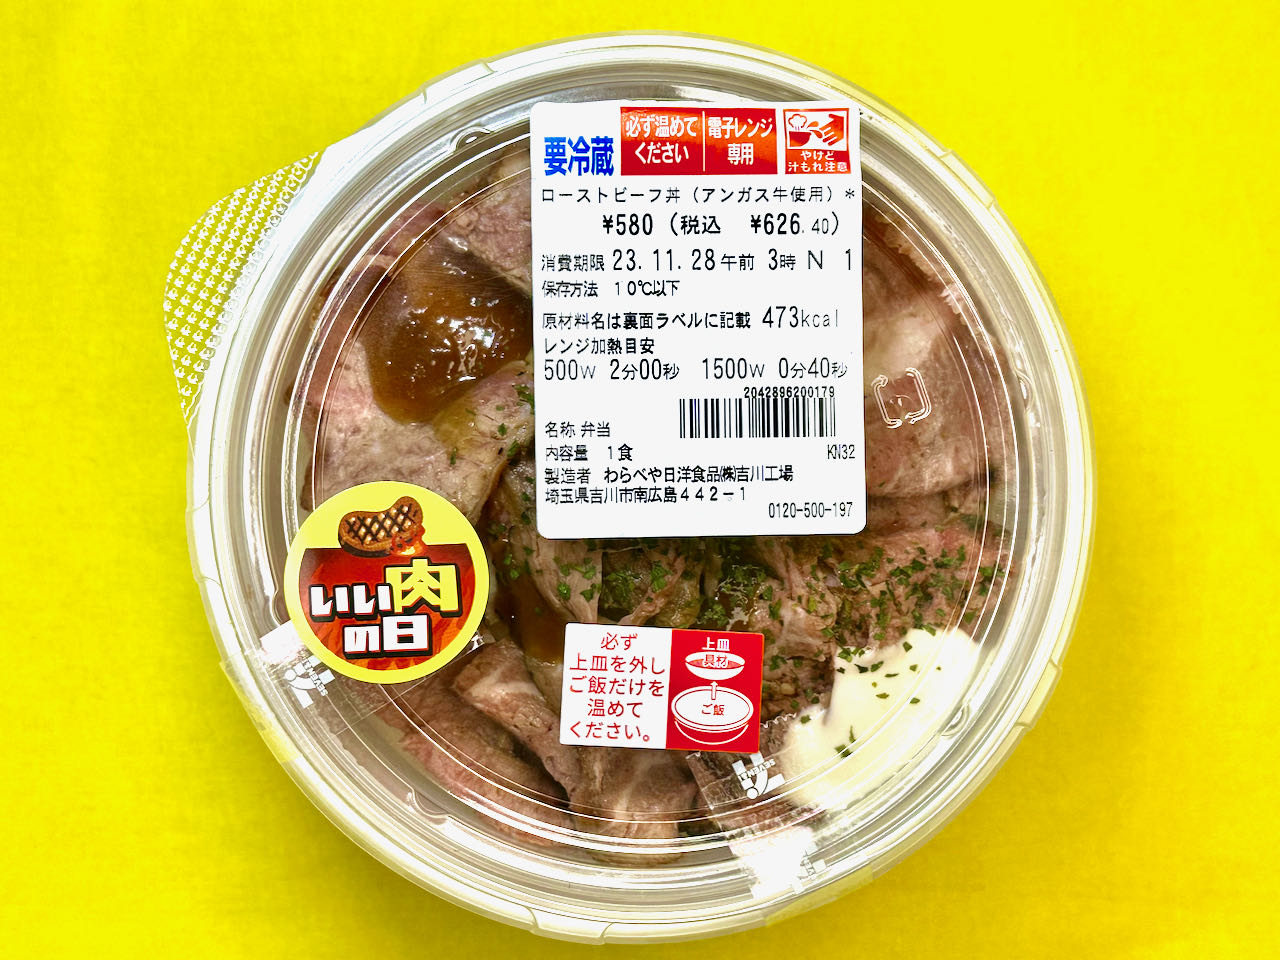 要冷蔵
必ず温めて
ください
電子レンジ
専用
やけど
汁もれ注意
ローストビーフ丼(アンガス牛使用)*
¥580(税込 ¥626.40)
消費期限 23.11.28午前 3時 N 1
保存方法 10℃以下
原材料名は裏面ラベルに記載 473kcal
レンジ加熱目安
500W 2分00秒 1500W 0分40秒
2042896200179
名称 弁当
内容量 1食
KN32
製造者 わらべや日洋食品㈱吉川工場
埼玉県吉川市南広島442-1
0120-500-197
いい肉
の日
必ず
上皿を外し
ご飯だけを
温めて
ください。
上皿
具材
ご飯